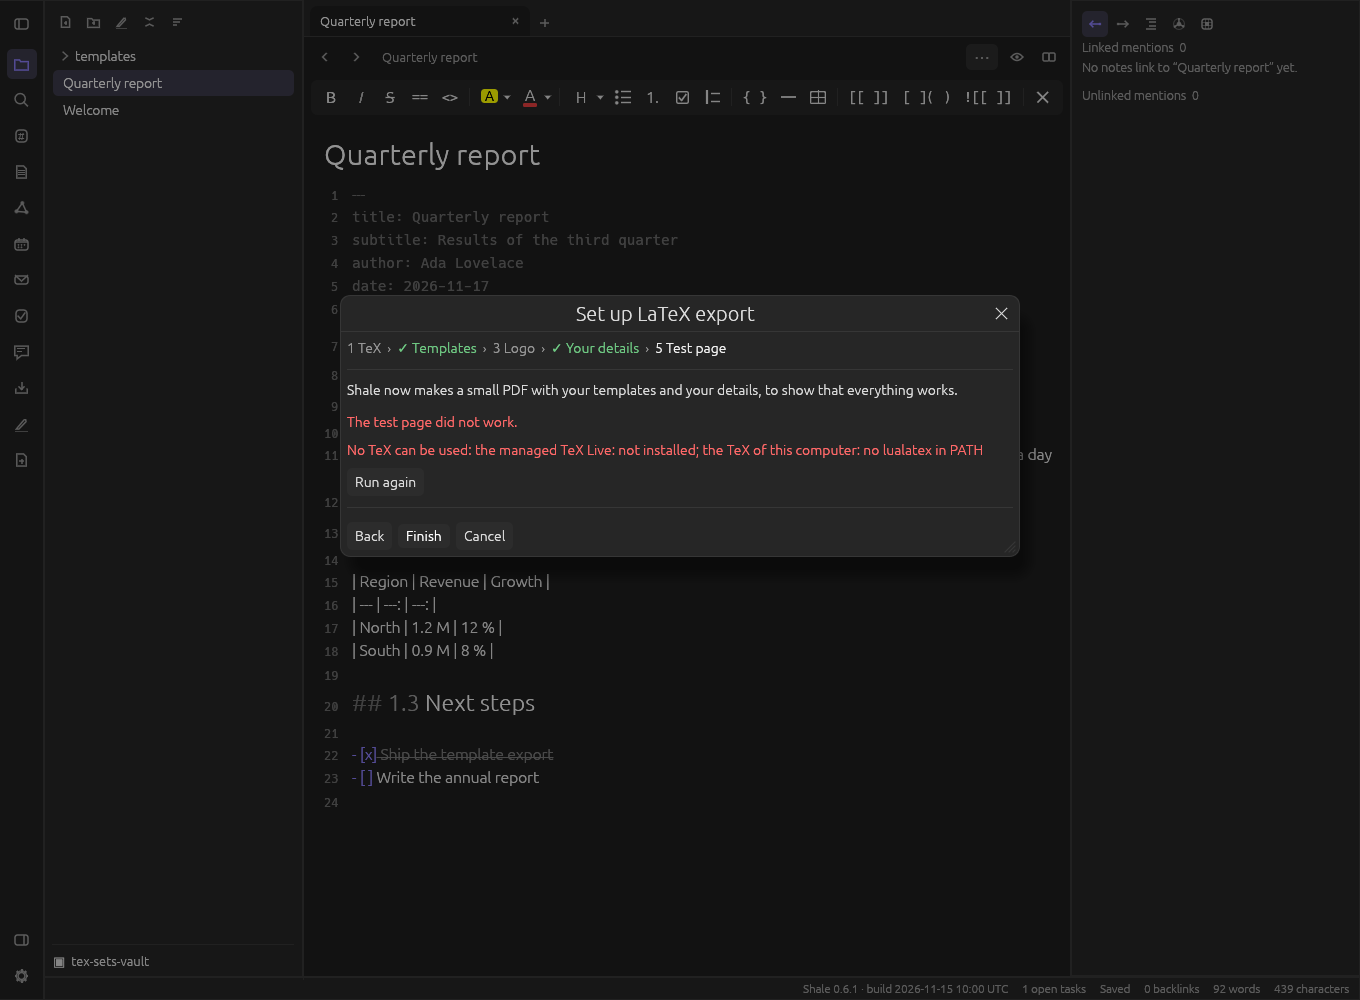 Quarterly report ×
templates
Quarterly report
Welcome
Quarterly report
B I S == <> A A H 1. { } — [[ ]] [ ]( ) ![[ ]]
Linked mentions 0
No notes link to “Quarterly report” yet.
Unlinked mentions 0
Quarterly report
1 ---
2 title: Quarterly report
3 subtitle: Results of the third quarter
4 author: Ada Lovelace
5 date: 2026-11-17
6
7
8
9
10
11 a day
12
13
14
Set up LaTeX export
1 TeX › ✓ Templates › 3 Logo › ✓ Your details › 5 Test page
Shale now makes a small PDF with your templates and your details, to show that everything works.
The test page did not work.
No TeX can be used: the managed TeX Live: not installed; the TeX of this computer: no lualatex in PATH
Run again
Back Finish Cancel
15 | Region | Revenue | Growth |
16 | --- | ---: | ---: |
17 | North | 1.2 M | 12 % |
18 | South | 0.9 M | 8 % |
19
20 ## 1.3 Next steps
21
22 - [x] Ship the template export
23 - [ ] Write the annual report
24
tex-sets-vault
Shale 0.6.1 · build 2026-11-15 10:00 UTC 1 open tasks Saved 0 backlinks 92 words 439 characters